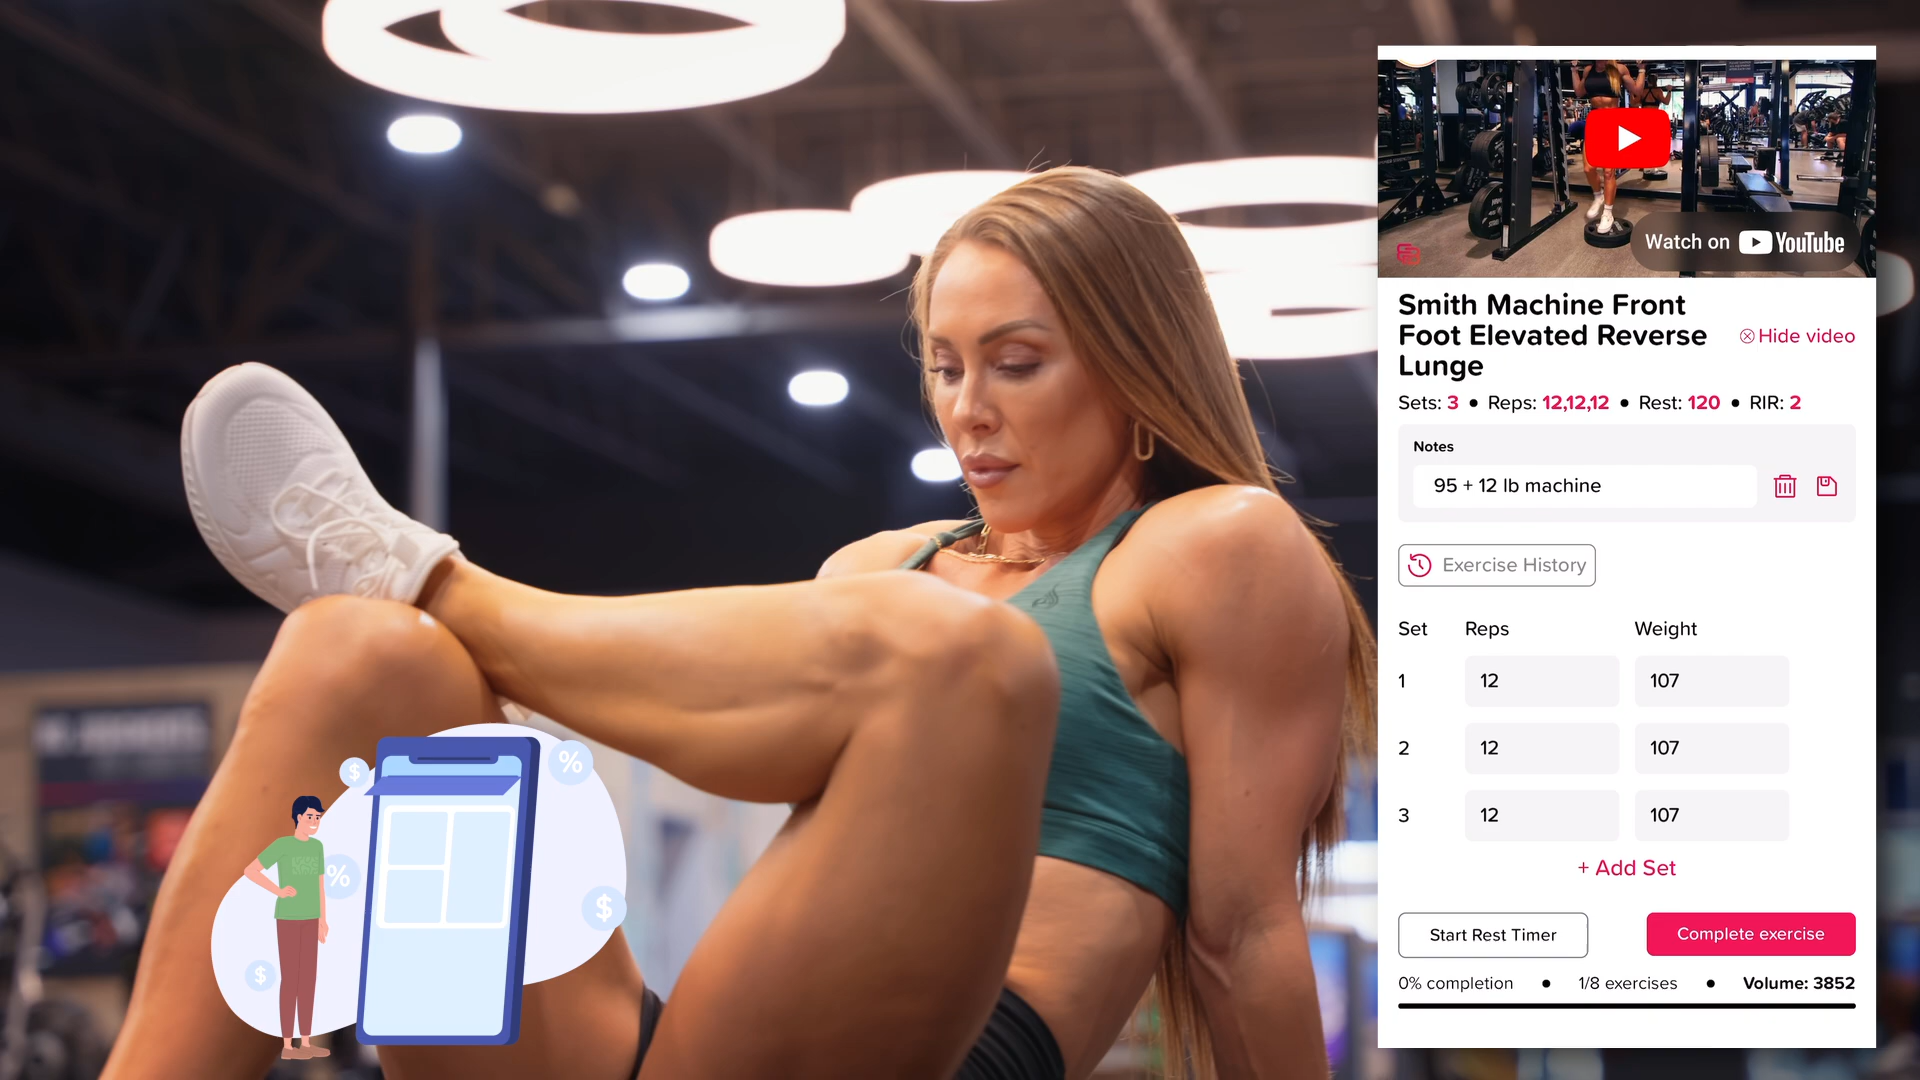 Watch on YouTube
Smith Machine Front
Foot Elevated Reverse
Lunge
Hide video
Sets: 3 • Reps: 12,12,12 • Rest: 120 • RIR: 2
Notes
95 + 12 lb machine
Exercise History
Set Reps Weight
1 12 107
2 12 107
3 12 107
+ Add Set
Start Rest Timer
Complete exercise
0% completion • 1/8 exercises • Volume: 3852
$
%
%
$
$